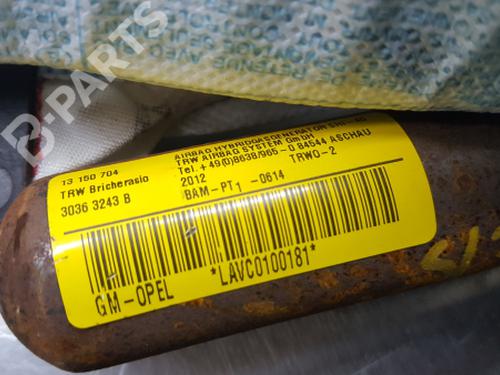 B-PARTS
13 150 704
TRW Bricherasio
3036 3243 B
AIRBAG HYBRIDGASGENERATOR
TRW AIRBAG SYSTEM GmbH
Tel.+49(0)8638/965-0 84544 ASCHAU
2012 TRWO-2
BAM-PT1 -0614
*LAVC0100181*
GM-OPEL